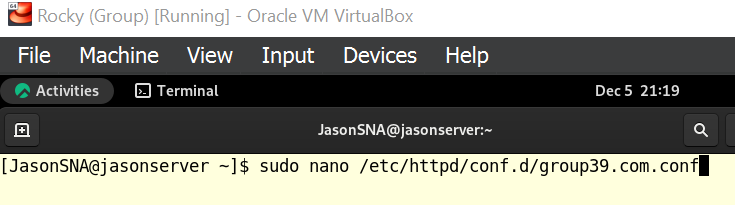 64
Rocky (Group) [Running] - Oracle VM VirtualBox
File Machine View Input Devices Help
Activities Terminal Dec 5 21:19
JasonSNA@jasonserver:~
[JasonSNA@jasonserver ~]$ sudo nano /etc/httpd/conf.d/group39.com.conf